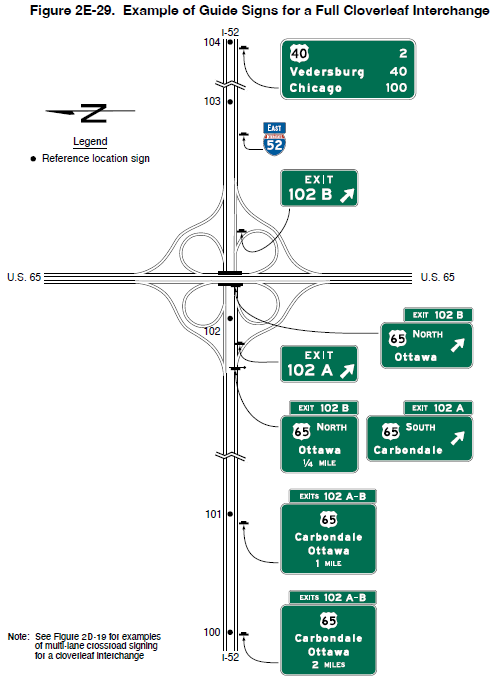 Figure 2E-29. Example of Guide Signs for a Full Cloverleaf Interchange
I-52
104
40 2
Vedersburg 40
Chicago 100
103
N
Legend
Reference location sign
EAST
52
EXIT
102 B
U.S. 65
U.S. 65
102
EXIT 102 B
65 NORTH
Ottawa
EXIT
102 A
EXIT 102 B
65 NORTH
Ottawa
1/4 MILE
EXIT 102 A
65 SOUTH
Carbondale
EXITS 102 A-B
65
Carbondale
Ottawa
1 MILE
101
EXITS 102 A-B
65
Carbondale
Ottawa
2 MILES
100
I-52
Note: See Figure 2D-19 for examples
of multi-lane crossroad signing
for a cloverleaf interchange